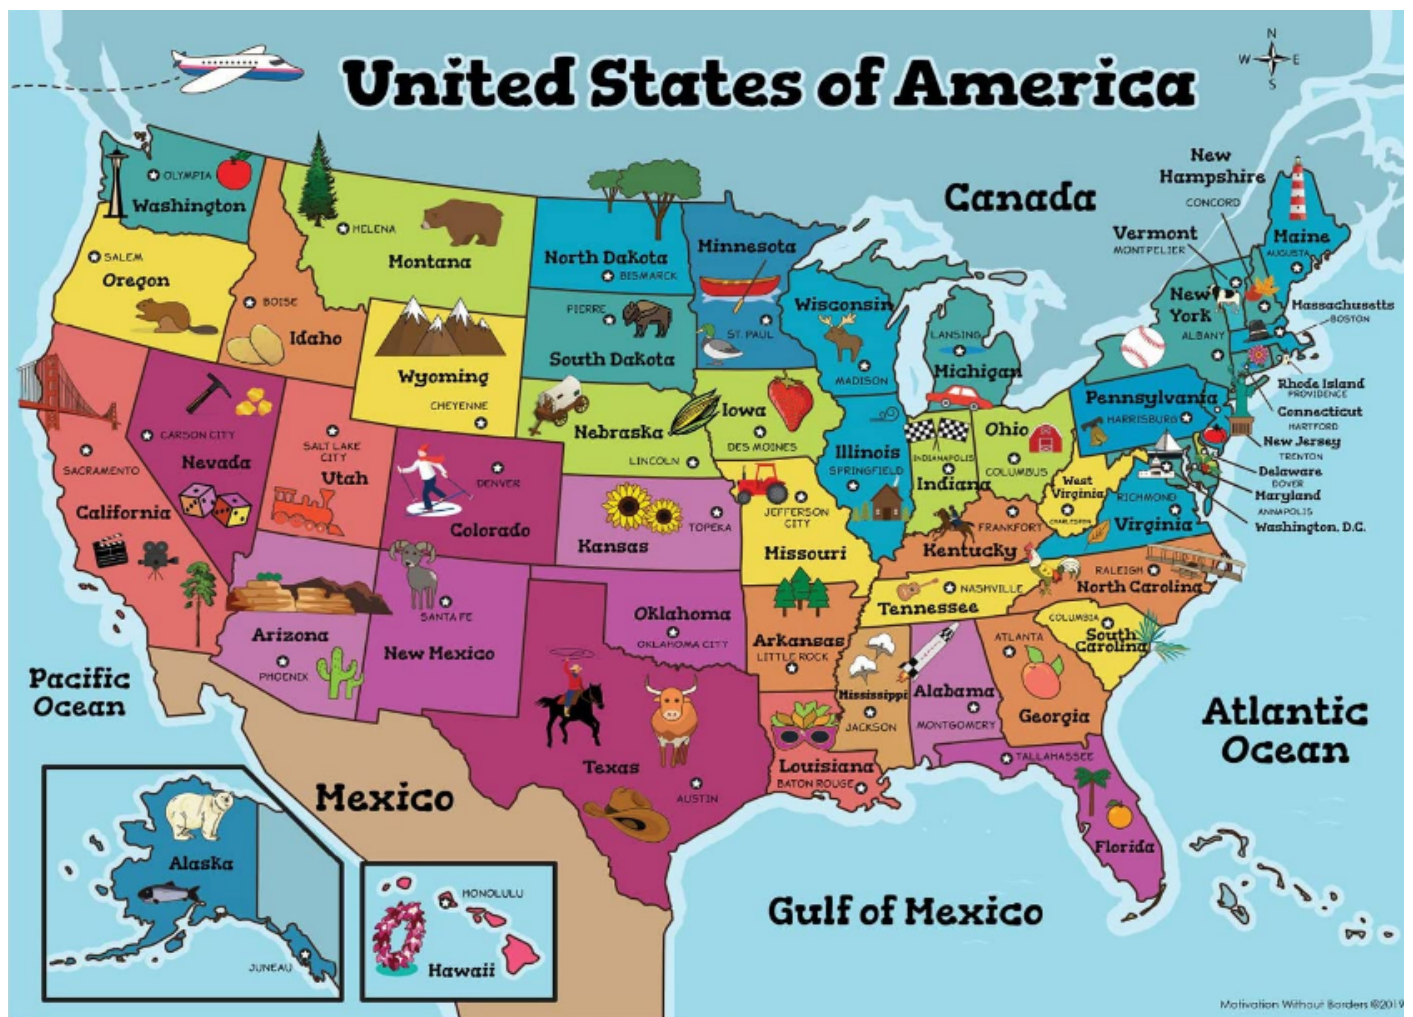 United States of America
N
W E
S
Canada
New
Hampshire
CONCORD
Vermont
MONTPELIER
Maine
AUGUSTA
OLYMPIA
Washington
HELENA
Montana
North Dakota
BISMARCK
Minnesota
ST. PAUL
SALEM
Oregon
BOISE
Idaho
PIERRE
South Dakota
Wisconsin
MADISON
LANSING
Michigan
New
York
ALBANY
Massachusetts
BOSTON
Wyoming
CHEYENNE
Nebraska
LINCOLN
Iowa
DES MOINES
Pennsylvania
HARRISBURG
Rhode Island
PROVIDENCE
Connecticut
HARTFORD
New Jersey
TRENTON
Delaware
DOVER
Maryland
ANNAPOLIS
Washington, D.C.
SACRAMENTO
California
CARSON CITY
Nevada
SALT LAKE
CITY
Utah
DENVER
Colorado
TOPEKA
Kansas
JEFFERSON
CITY
Missouri
Illinois
SPRINGFIELD
INDIANAPOLIS
Indiana
Ohio
COLUMBUS
West
Virginia
CHARLESTON
RICHMOND
Virginia
FRANKFORT
Kentucky
NASHVILLE
Tennessee
RALEIGH
North Carolina
Arizona
PHOENIX
SANTA FE
New Mexico
Oklahoma
OKLAHOMA CITY
Arkansas
LITTLE ROCK
Mississippi
JACKSON
Alabama
MONTGOMERY
ATLANTA
Georgia
COLUMBIA
South
Carolina
Texas
AUSTIN
Louisiana
BATON ROUGE
TALLAHASSEE
Florida
Pacific
Ocean
Atlantic
Ocean
Mexico
Gulf of Mexico
Alaska
JUNEAU
HONOLULU
Hawaii
Motivation Without Borders ©2019